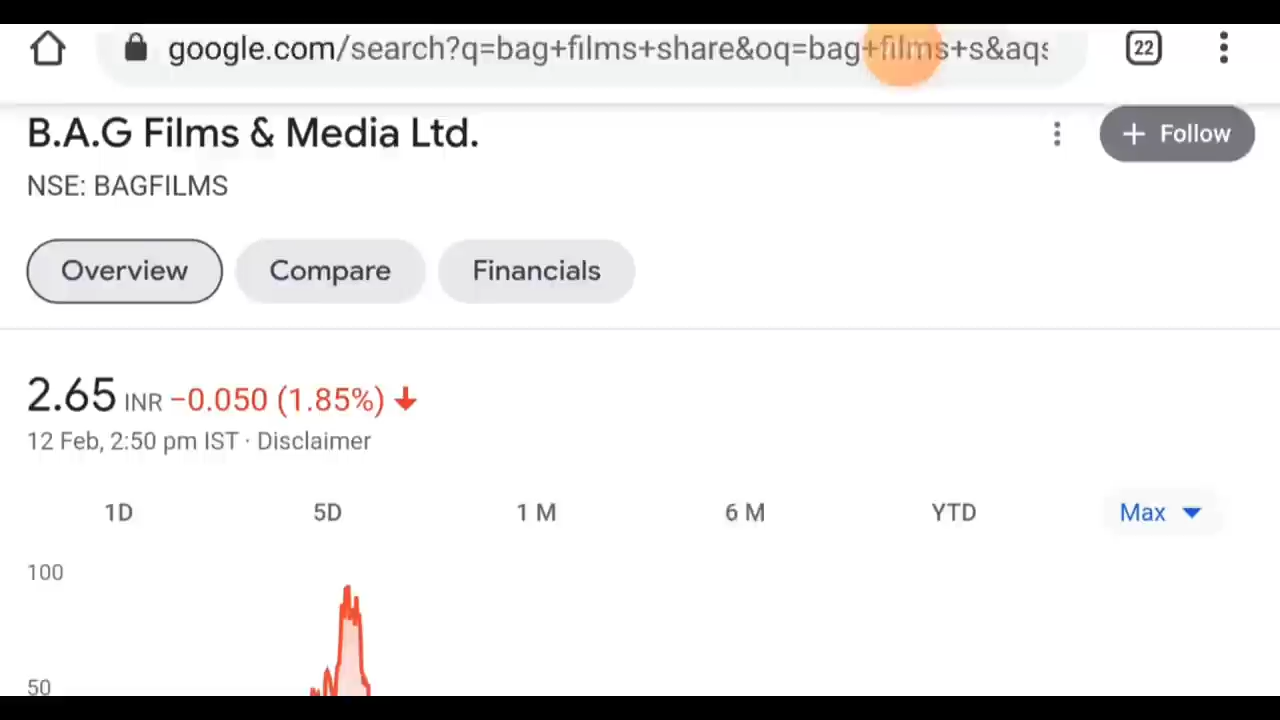 google.com/search?q=bag+films+share&oq=bag+films+s&aqs
22
B.A.G Films & Media Ltd.
+ Follow
NSE: BAGFILMS
Overview
Compare
Financials
2.65 INR −0.050 (1.85%)
12 Feb, 2:50 pm IST · Disclaimer
1D
5D
1 M
6 M
YTD
Max
100
50